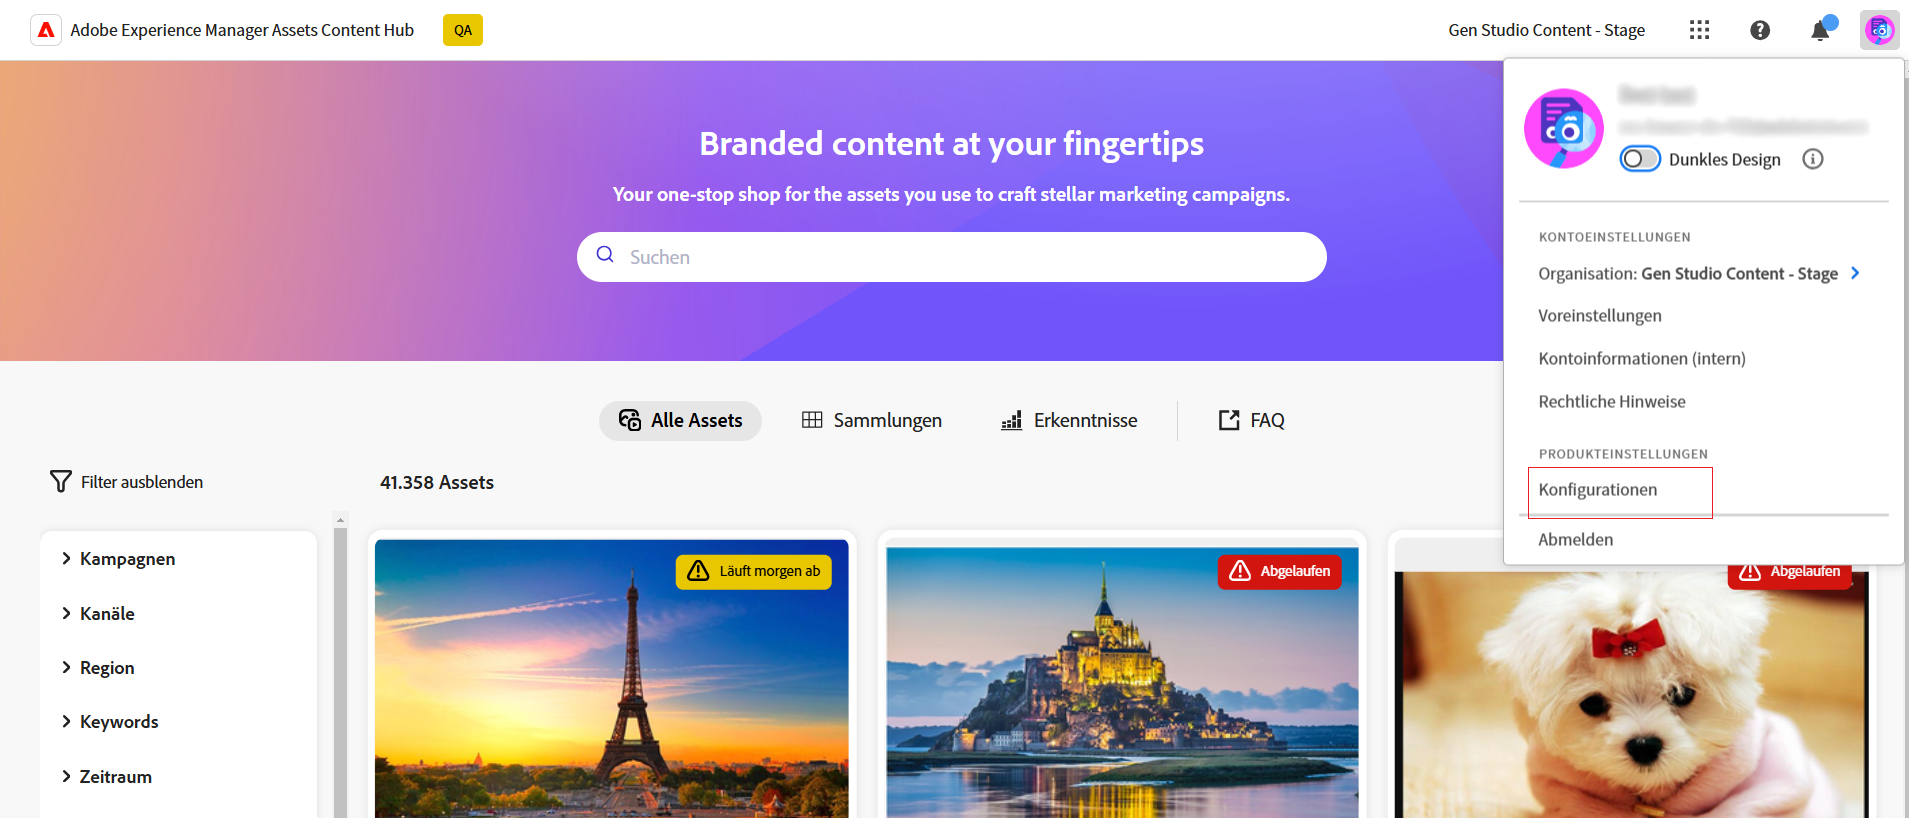 Adobe Experience Manager Assets Content Hub
QA
Gen Studio Content - Stage
Branded content at your fingertips
Your one-stop shop for the assets you use to craft stellar marketing campaigns.
Suchen
Dunkles Design
KONTOEINSTELLUNGEN
Organisation: Gen Studio Content - Stage
Voreinstellungen
Kontoinformationen (intern)
Rechtliche Hinweise
PRODUKTEINSTELLUNGEN
Konfigurationen
Abmelden
Alle Assets
Sammlungen
Erkenntnisse
FAQ
Filter ausblenden
41.358 Assets
Kampagnen
Kanäle
Region
Keywords
Zeitraum
Läuft morgen ab
Abgelaufen
Abgelaufen